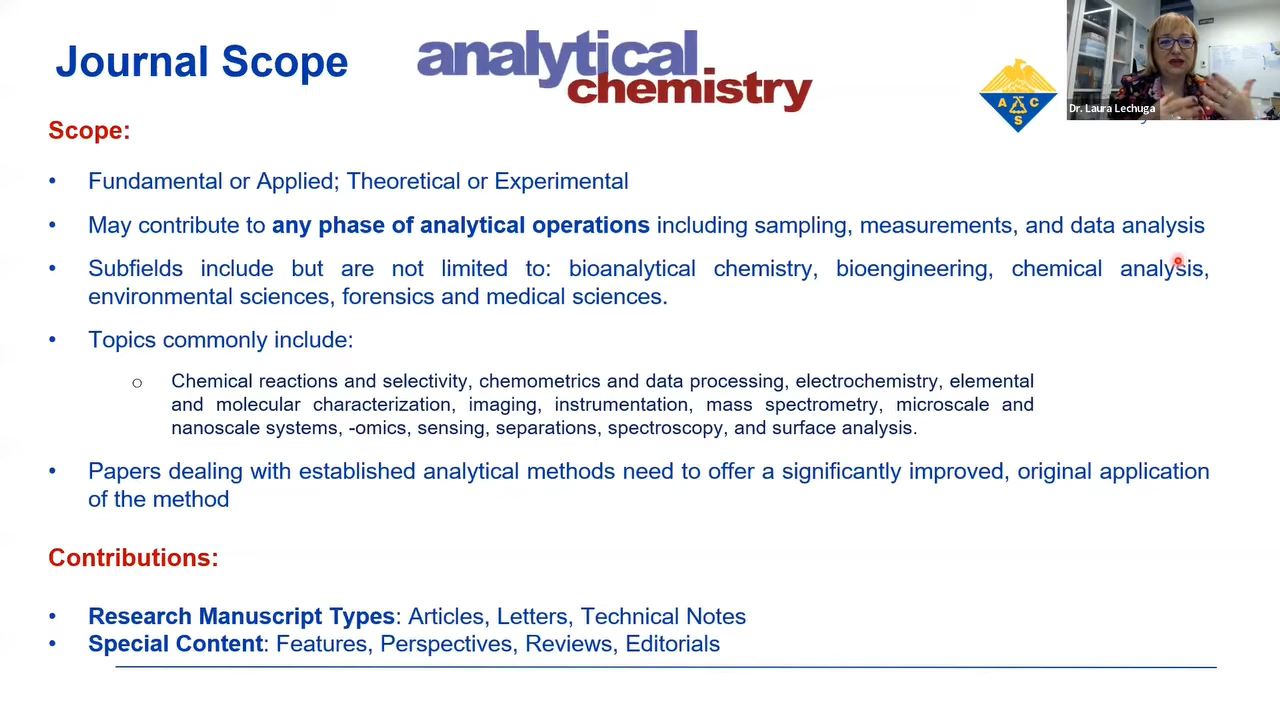 Journal Scope
analytical
chemistry
A C
S
Dr. Laura Lechuga
Scope:
• Fundamental or Applied; Theoretical or Experimental
• May contribute to any phase of analytical operations including sampling, measurements, and data analysis
• Subfields include but are not limited to: bioanalytical chemistry, bioengineering, chemical analysis,
environmental sciences, forensics and medical sciences.
• Topics commonly include:
o Chemical reactions and selectivity, chemometrics and data processing, electrochemistry, elemental
and molecular characterization, imaging, instrumentation, mass spectrometry, microscale and
nanoscale systems, -omics, sensing, separations, spectroscopy, and surface analysis.
• Papers dealing with established analytical methods need to offer a significantly improved, original application
of the method
Contributions:
• Research Manuscript Types: Articles, Letters, Technical Notes
• Special Content: Features, Perspectives, Reviews, Editorials